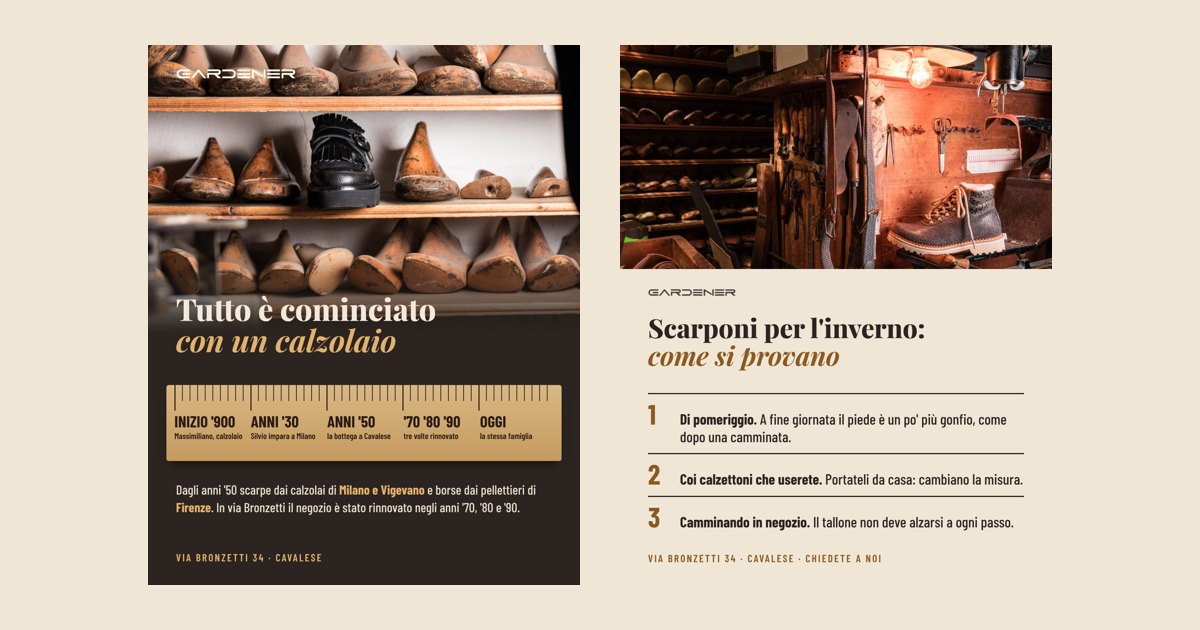 GARDENER
Tutto è cominciato
con un calzolaio
INIZIO '900
Massimiliano, calzolaio
ANNI '30
Silvio impara a Milano
ANNI '50
la bottega a Cavalese
'70 '80 '90
tre volte rinnovato
OGGI
la stessa famiglia
Dagli anni '50 scarpe dai calzolai di Milano e Vigevano e borse dai pellettieri di
Firenze. In via Bronzetti il negozio è stato rinnovato negli anni '70, '80 e '90.
VIA BRONZETTI 34 · CAVALESE
GARDENER
Scarponi per l'inverno:
come si provano
1
Di pomeriggio. A fine giornata il piede è un po' più gonfio, come
dopo una camminata.
2
Coi calzettoni che userete. Portateli da casa: cambiano la misura.
3
Camminando in negozio. Il tallone non deve alzarsi a ogni passo.
VIA BRONZETTI 34 · CAVALESE · CHIEDETE A NOI